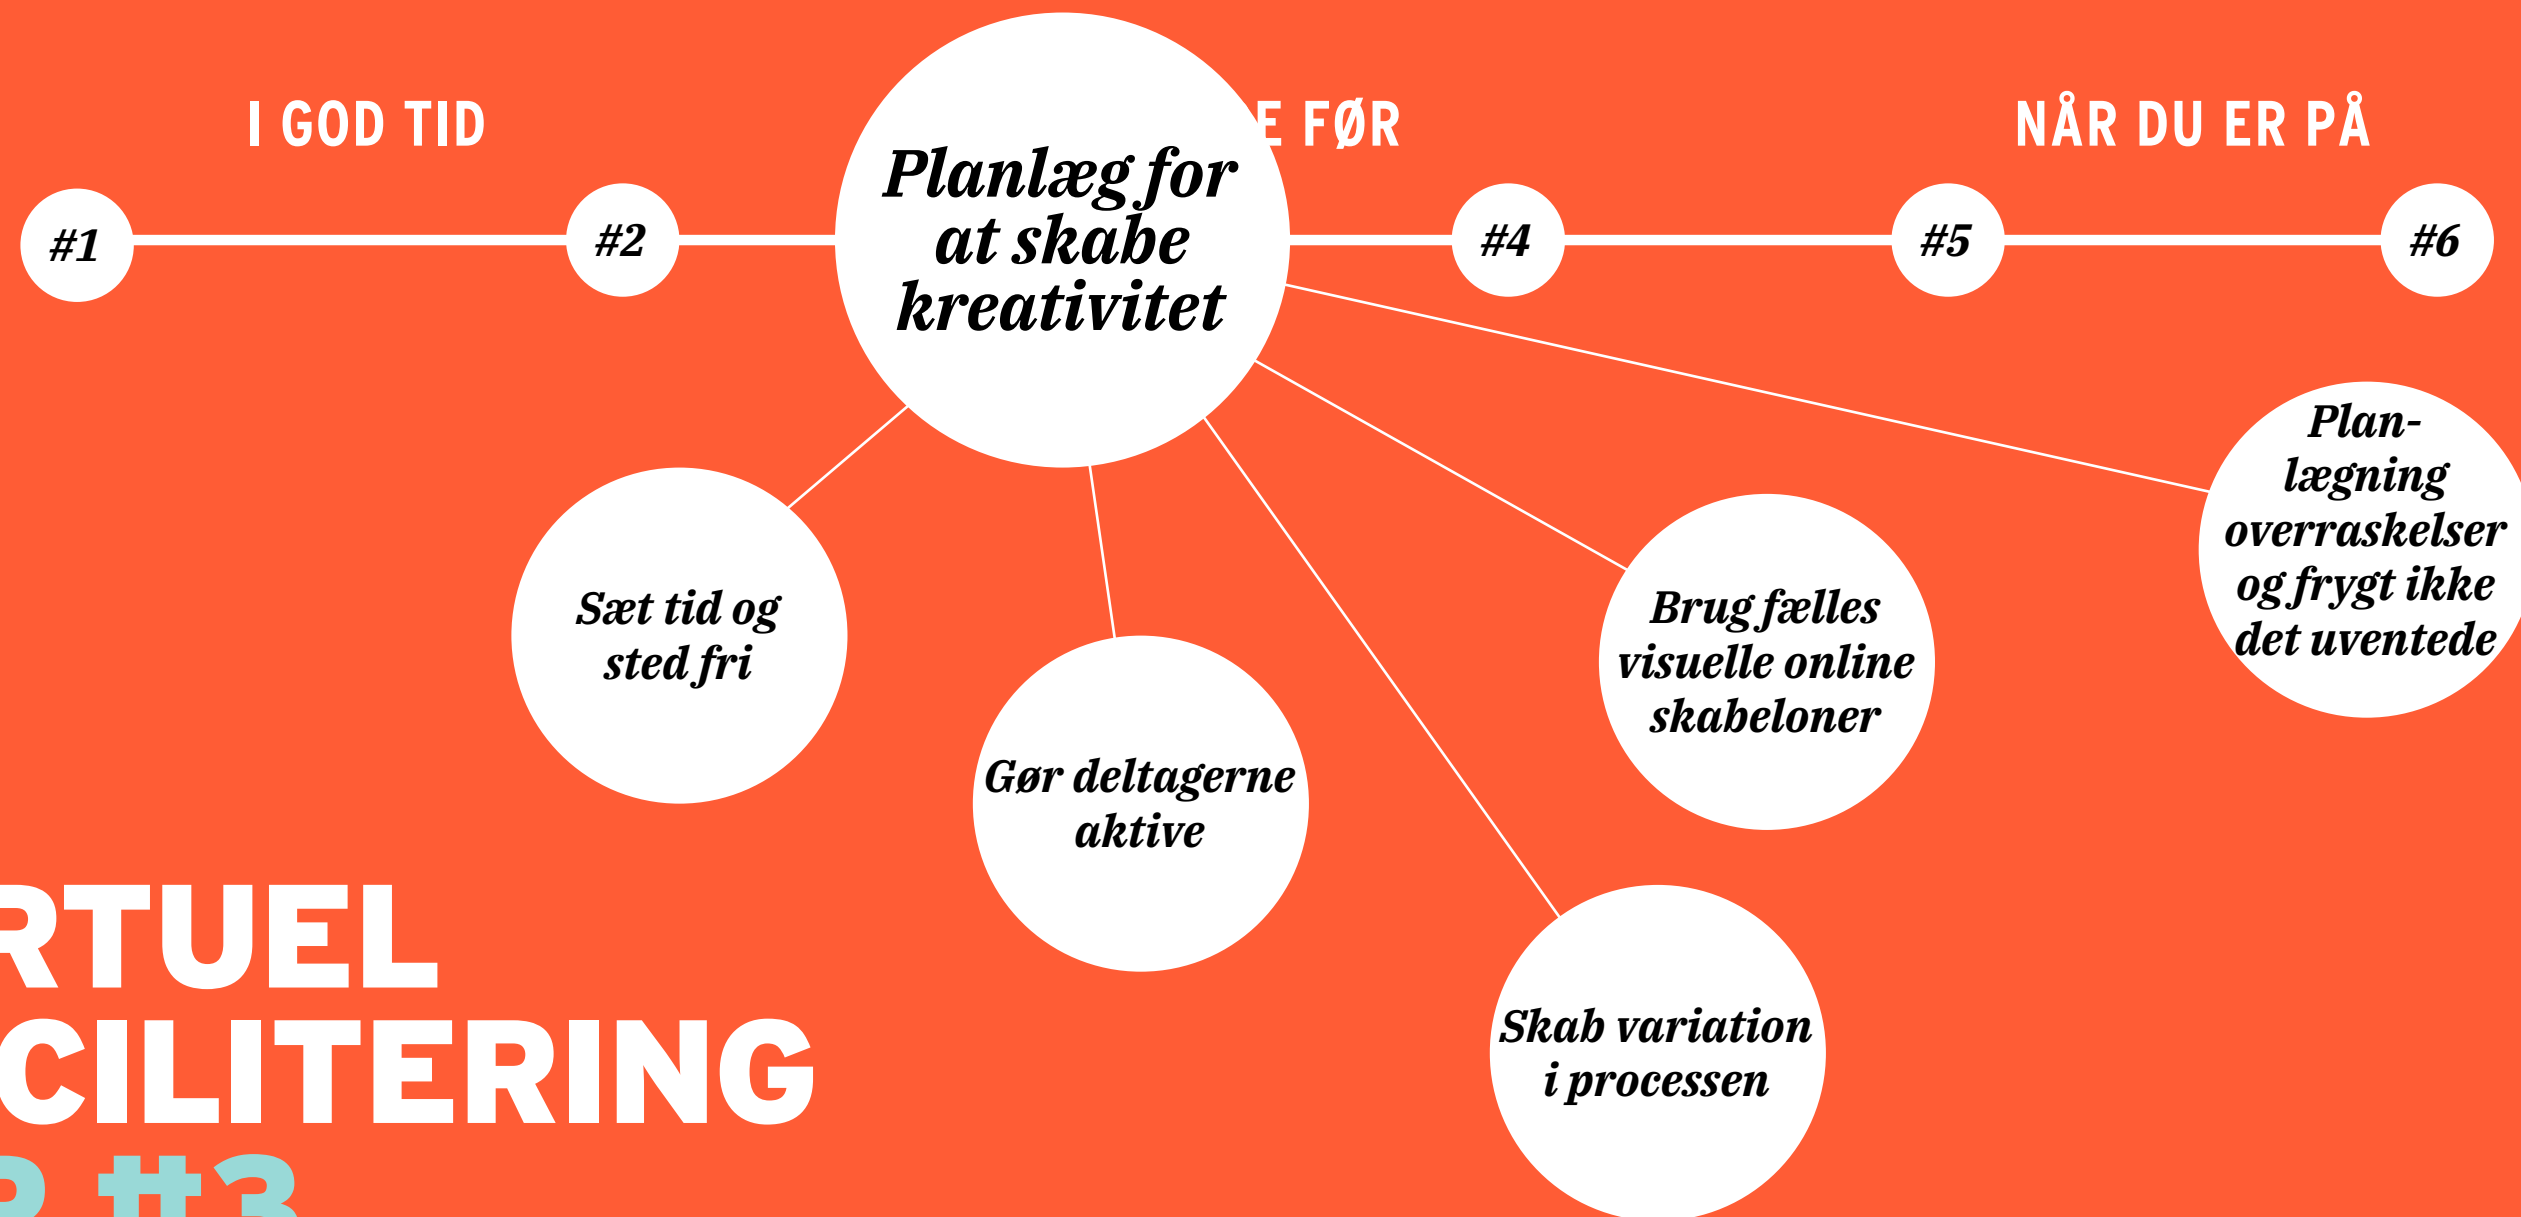 I GOD TID
E FØR
NÅR DU ER PÅ
#1
#2
Planlæg for
at skabe
kreativitet
#4
#5
#6
Sæt tid og
sted fri
Gør deltagerne
aktive
Skab variation
i processen
Brug fælles
visuelle online
skabeloner
Plan-
lægning
overraskelser
og frygt ikke
det uventede
RTUEL
CILITERING
R #3